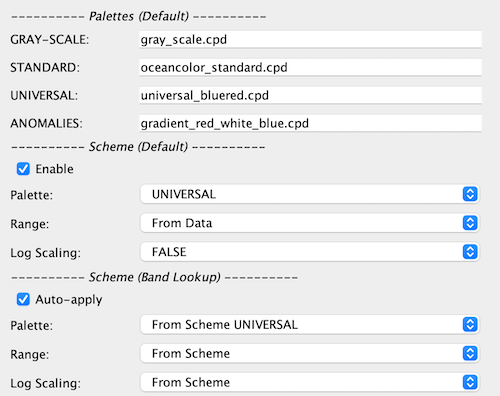 ---------- Palettes (Default) ----------
GRAY-SCALE: gray_scale.cpd
STANDARD: oceancolor_standard.cpd
UNIVERSAL: universal_bluered.cpd
ANOMALIES: gradient_red_white_blue.cpd
---------- Scheme (Default) ----------
Enable
Palette: UNIVERSAL
Range: From Data
Log Scaling: FALSE
---------- Scheme (Band Lookup) ----------
Auto-apply
Palette: From Scheme UNIVERSAL
Range: From Scheme
Log Scaling: From Scheme